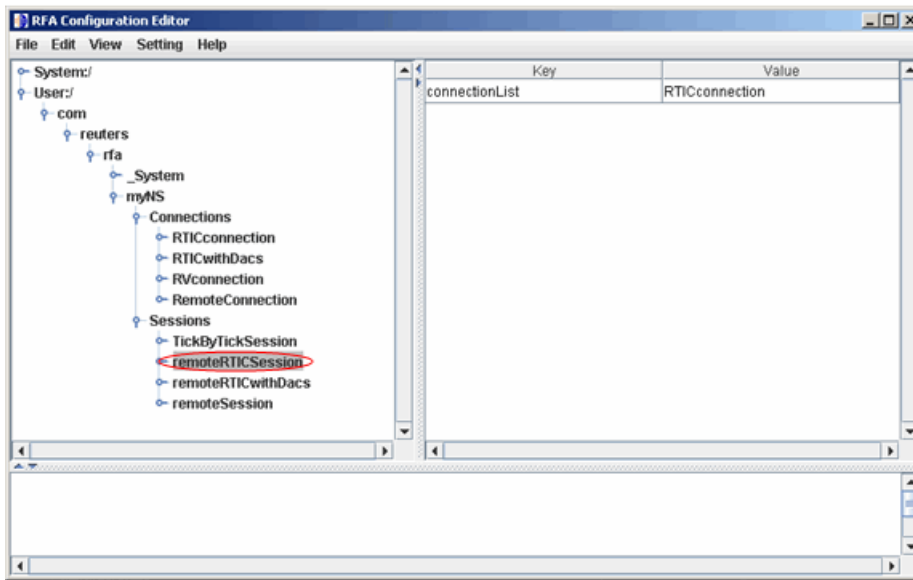 RFA Configuration Editor
File Edit View Setting Help
System:/
User:/
com
reuters
rfa
_System
myNS
Connections
RTICconnection
RTICwithDacs
RVconnection
RemoteConnection
Sessions
TickByTickSession
remoteRTICSession
remoteRTICwithDacs
remoteSession
Key Value
connectionList RTICconnection